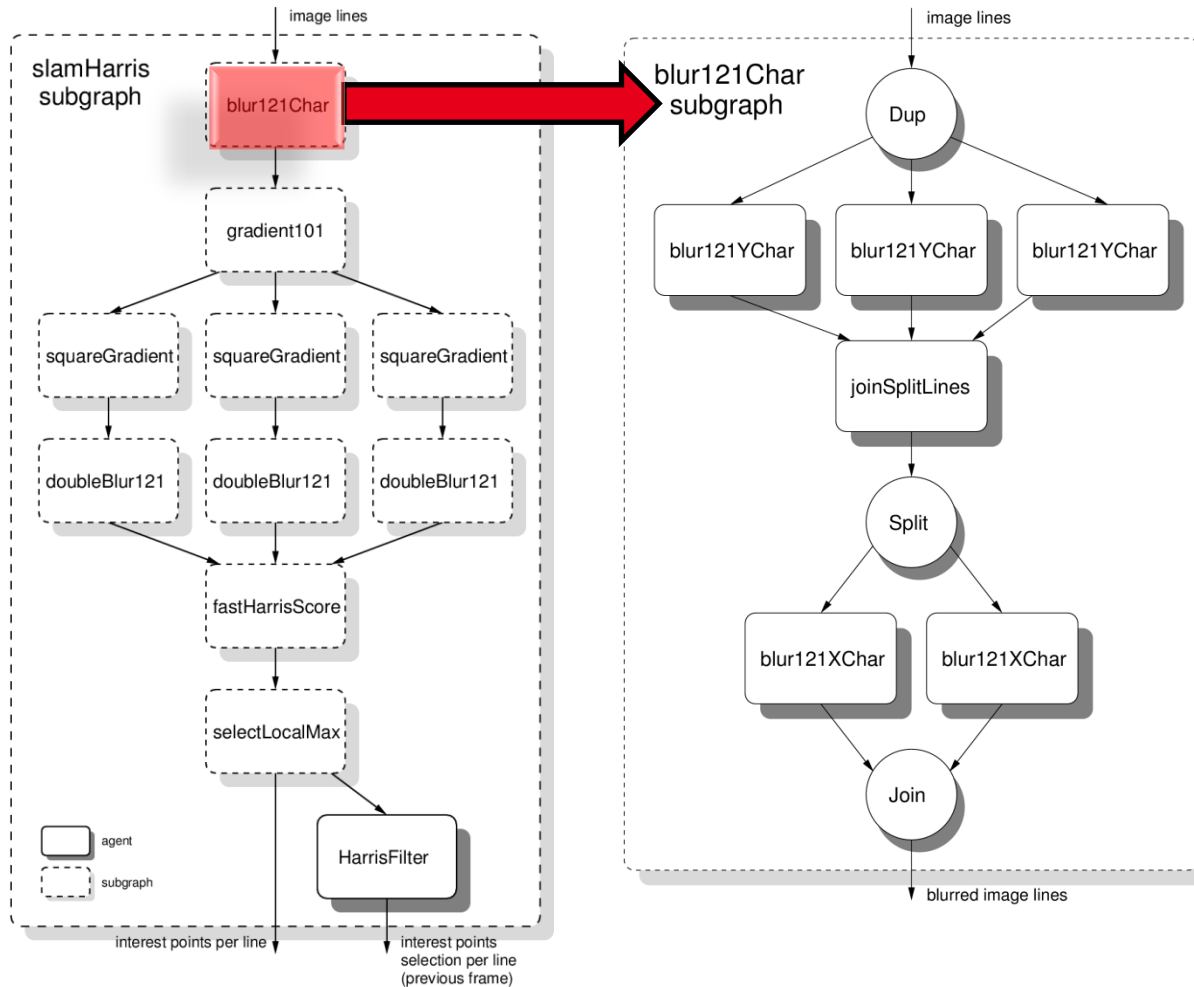 image lines
slamHarris
subgraph
blur121Char
gradient101
squareGradient
squareGradient
squareGradient
doubleBlur121
doubleBlur121
doubleBlur121
fastHarrisScore
selectLocalMax
HarrisFilter
agent
subgraph
interest points per line
interest points
selection per line
(previous frame)
image lines
blur121Char
subgraph
Dup
blur121YChar
blur121YChar
blur121YChar
joinSplitLines
Split
blur121XChar
blur121XChar
Join
blurred image lines